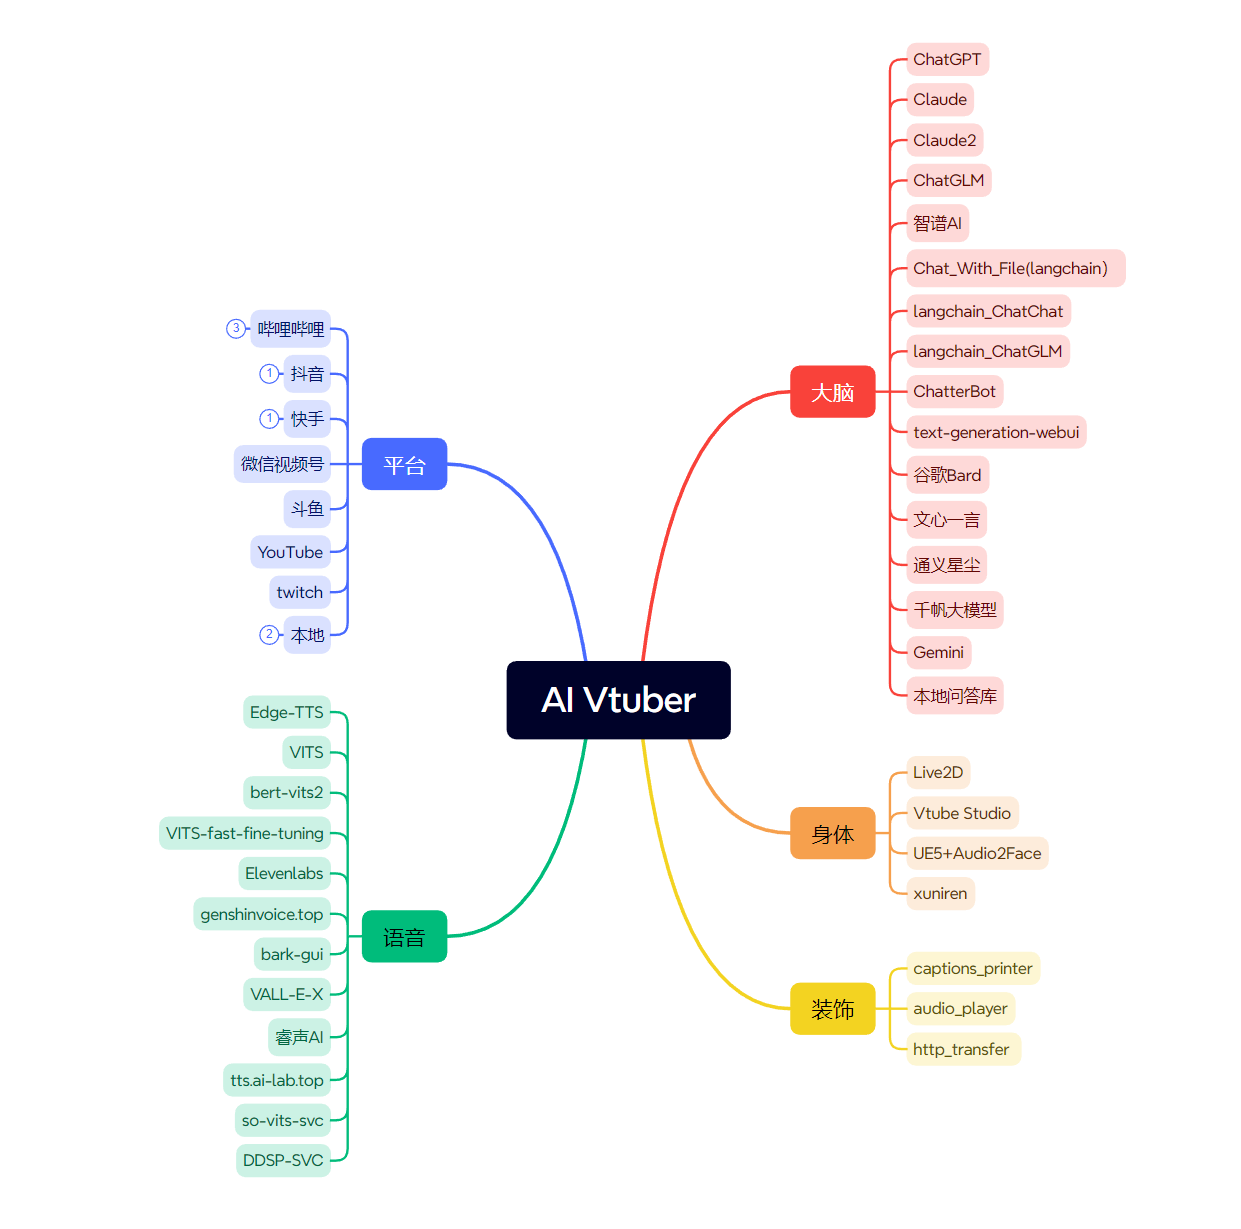 AI Vtuber
大脑
ChatGPT
Claude
Claude2
ChatGLM
智谱AI
Chat_With_File(langchain)
langchain_ChatChat
langchain_ChatGLM
ChatterBot
text-generation-webui
谷歌Bard
文心一言
通义星尘
千帆大模型
Gemini
本地问答库
身体
Live2D
Vtube Studio
UE5+Audio2Face
xuniren
装饰
captions_printer
audio_player
http_transfer
平台
3 哔哩哔哩
1 抖音
1 快手
微信视频号
斗鱼
YouTube
twitch
2 本地
语音
Edge-TTS
VITS
bert-vits2
VITS-fast-fine-tuning
Elevenlabs
genshinvoice.top
bark-gui
VALL-E-X
睿声AI
tts.ai-lab.top
so-vits-svc
DDSP-SVC